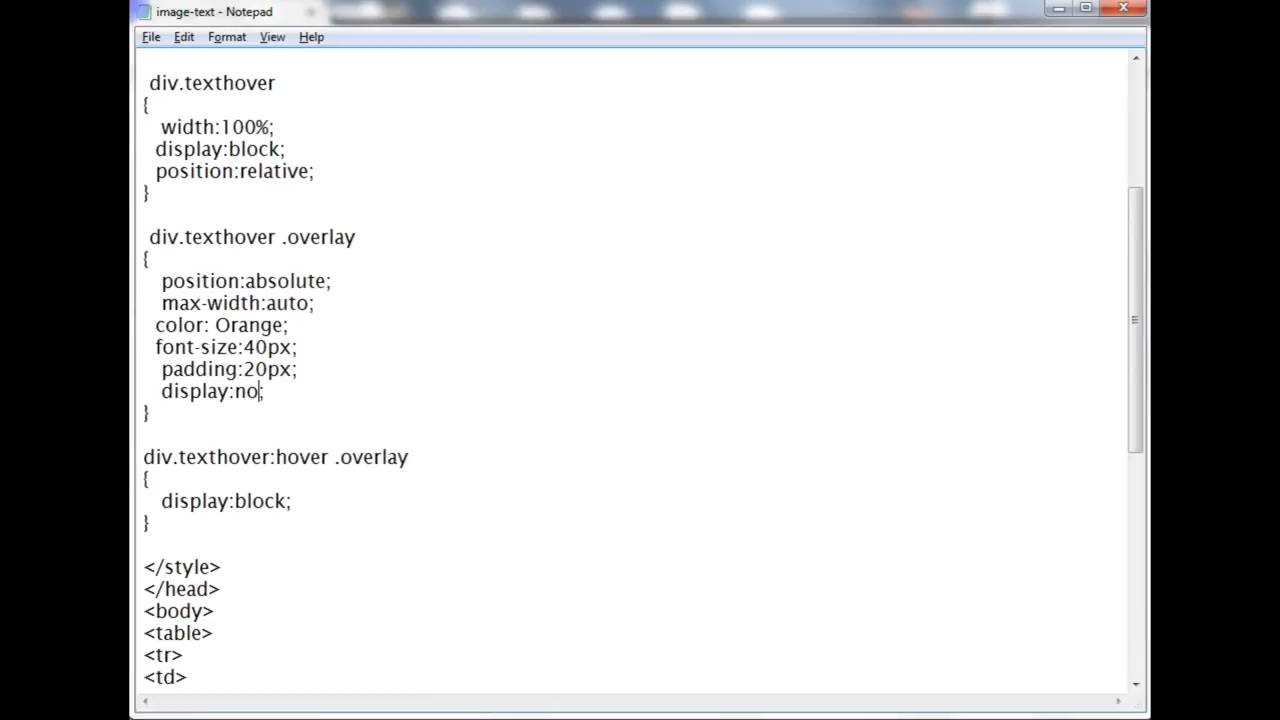 image-text - Notepad
File Edit Format View Help
div.texthover
{
width:100%;
display:block;
position:relative;
}
div.texthover .overlay
{
position:absolute;
max-width:auto;
color: Orange;
font-size:40px;
padding:20px;
display:no;
}
div.texthover:hover .overlay
{
display:block;
}
</style>
</head>
<body>
<table>
<tr>
<td>